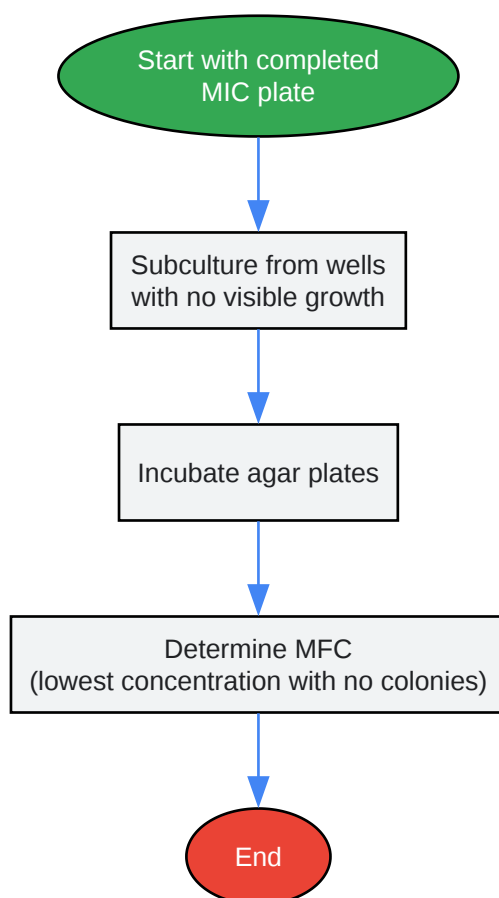 Start with completed
MIC plate
Subculture from wells
with no visible growth
Incubate agar plates
Determine MFC
(lowest concentration with no colonies)
End